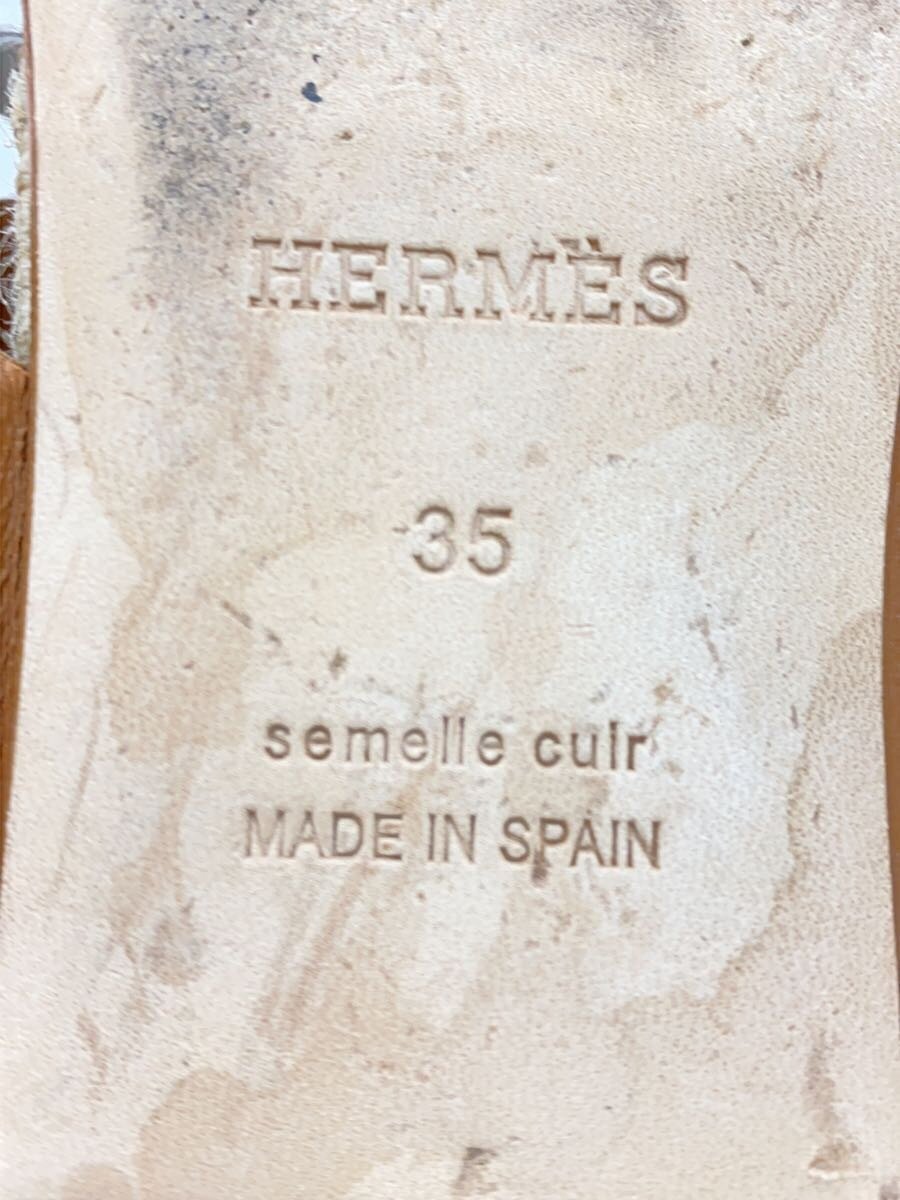 HERMÈS
35
semelle cuir
MADE IN SPAIN